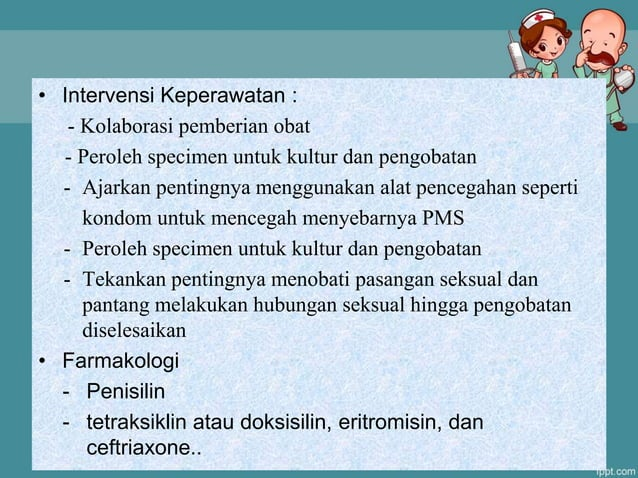 • Intervensi Keperawatan :
- Kolaborasi pemberian obat
- Peroleh specimen untuk kultur dan pengobatan
- Ajarkan pentingnya menggunakan alat pencegahan seperti
kondom untuk mencegah menyebarnya PMS
- Peroleh specimen untuk kultur dan pengobatan
- Tekankan pentingnya menobati pasangan seksual dan
pantang melakukan hubungan seksual hingga pengobatan
diselesaikan
• Farmakologi
- Penisilin
- tetraksiklin atau doksisilin, eritromisin, dan
ceftriaxone..
fppt.com